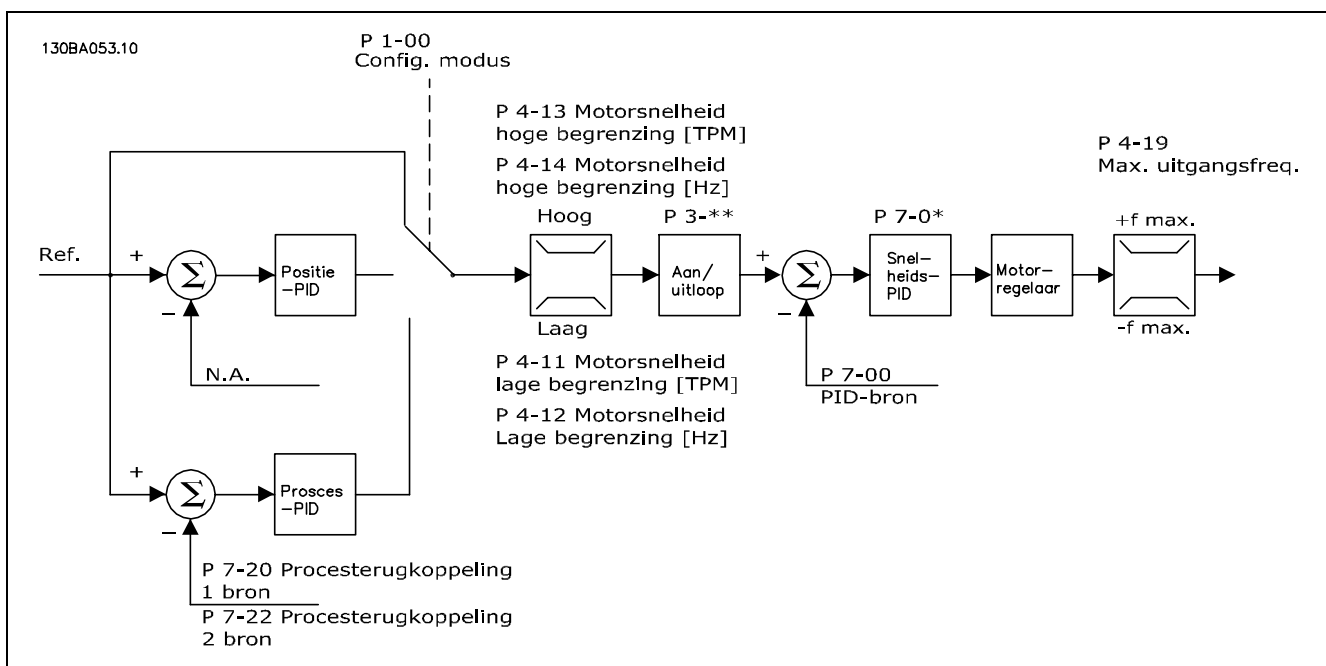 130BA053.10
P 1-00
Config. modus
P 4-13 Motorsnelheid
hoge begrenzing [TPM]
P 4-14 Motorsnelheid
hoge begrenzing [Hz]
P 4-19
Max. uitgangsfreq.
Hoog
P 3-**
P 7-0*
+f max.
Ref.
+
Σ
Positie
-PID
Aan/
uitloop
+
Σ
Snel-
heids-
PID
Motor-
regelaar
–
–
Laag
-f max.
N.A.
P 4-11 Motorsnelheid
lage begrenzing [TPM]
P 7-00
PID-bron
P 4-12 Motorsnelheid
Lage begrenzing [Hz]
+
Σ
Prosces
-PID
–
P 7-20 Procesterugkoppeling
1 bron
P 7-22 Procesterugkoppeling
2 bron